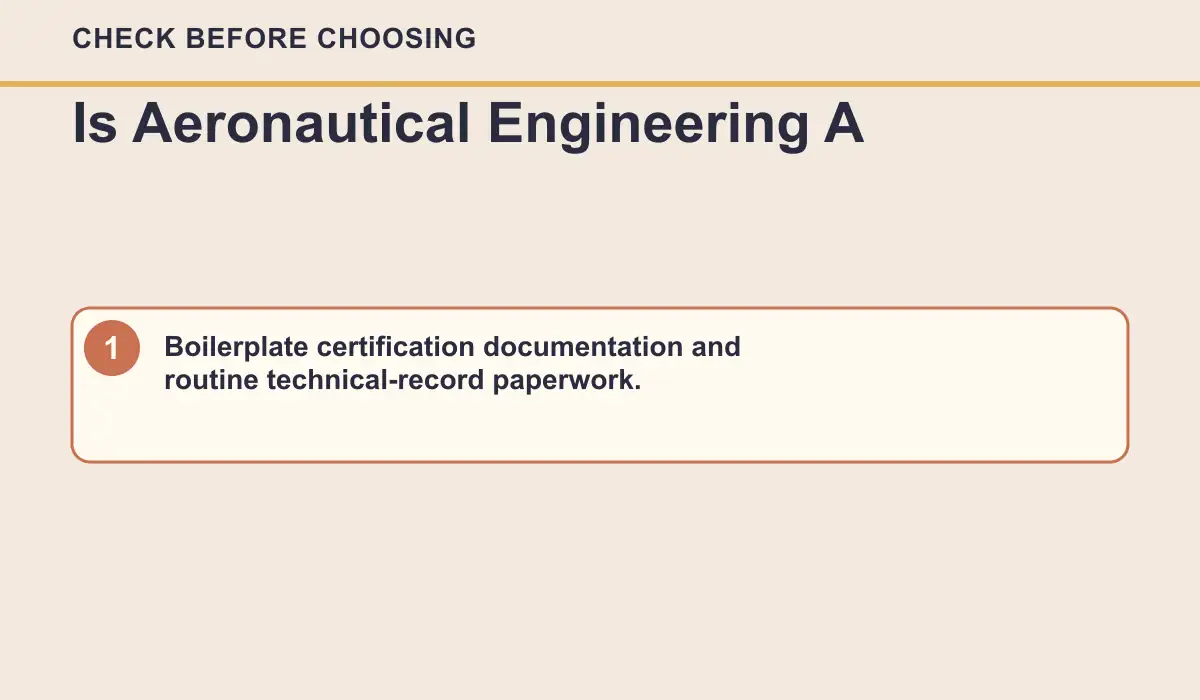 CHECK BEFORE CHOOSING
Is Aeronautical Engineering A
1
Boilerplate certification documentation and
routine technical-record paperwork.